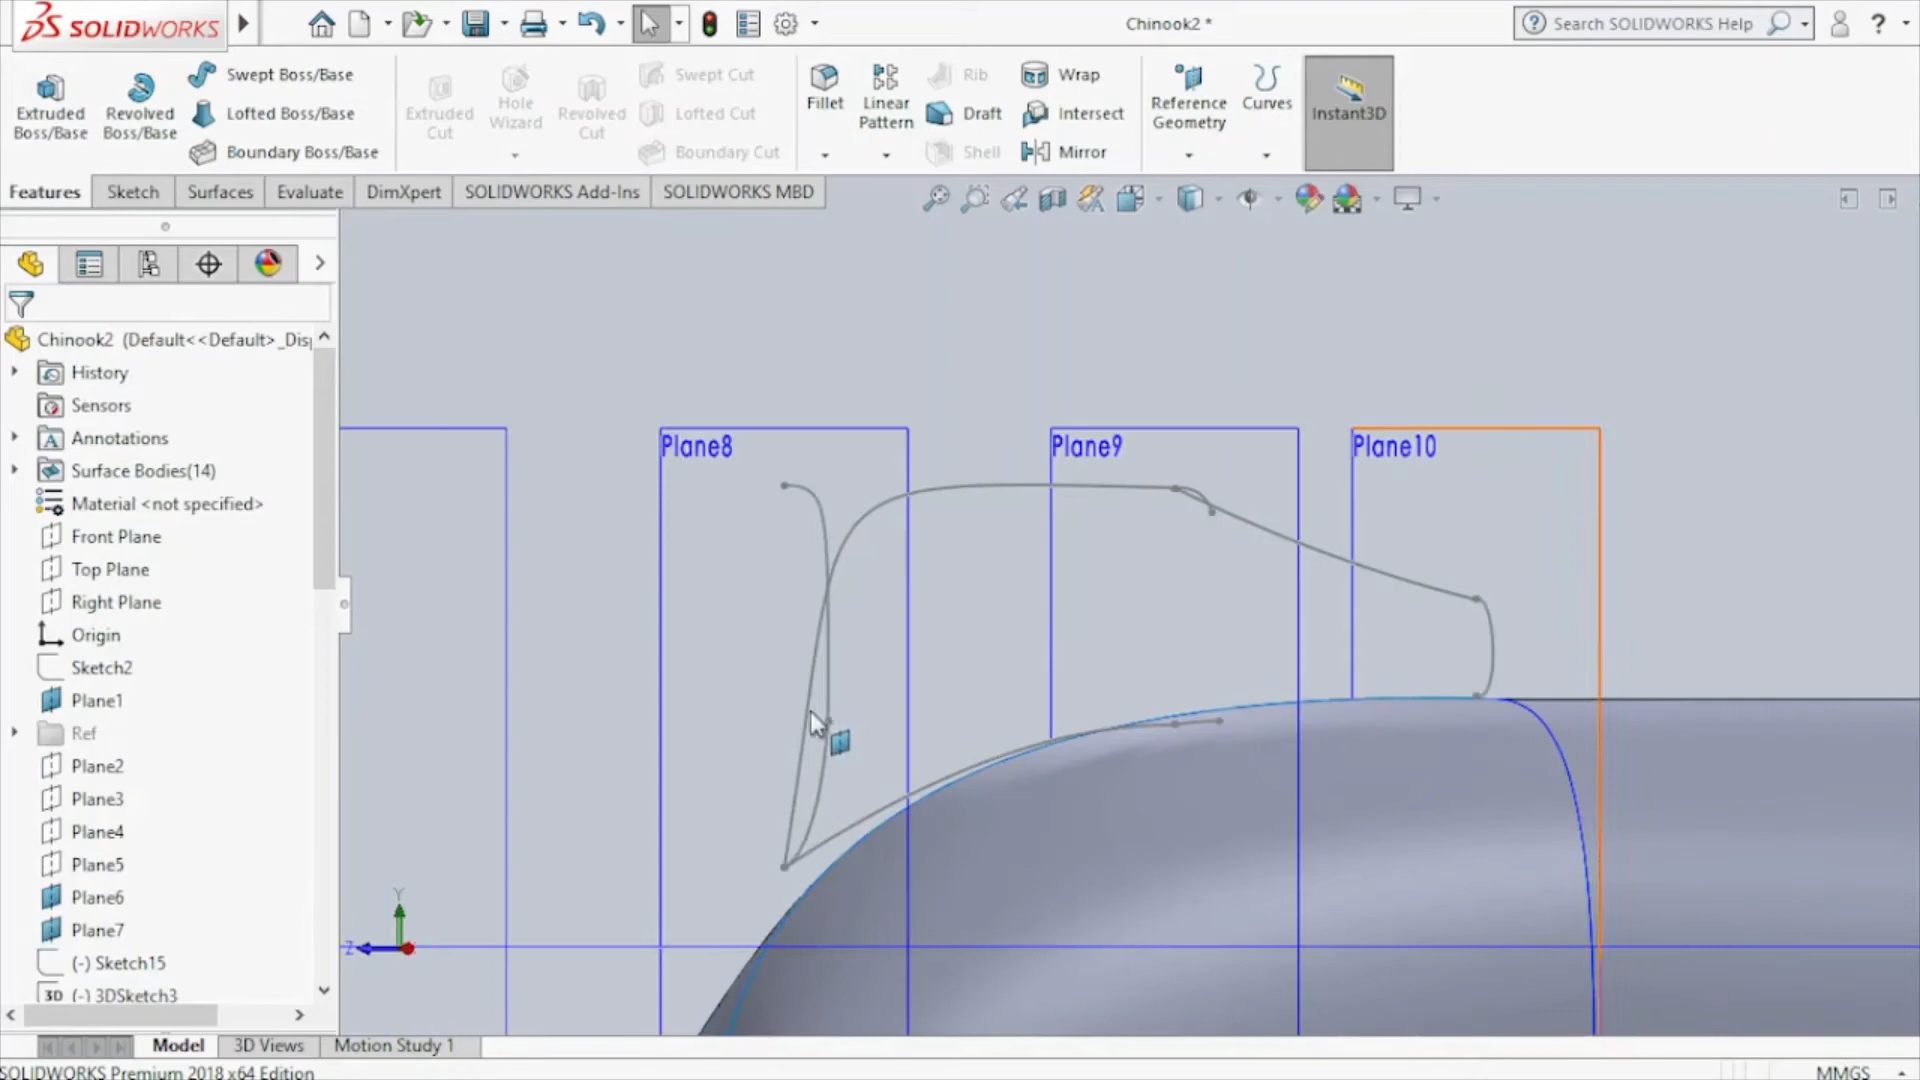 SOLIDWORKS
Chinook2 *
Search SOLIDWORKS Help
?
Extruded Boss/Base
Revolved Boss/Base
Swept Boss/Base
Lofted Boss/Base
Boundary Boss/Base
Extruded Cut
Hole Wizard
Revolved Cut
Swept Cut
Lofted Cut
Boundary Cut
Fillet
Linear Pattern
Rib
Draft
Shell
Wrap
Intersect
Mirror
Reference Geometry
Curves
Instant3D
Features
Sketch
Surfaces
Evaluate
DimXpert
SOLIDWORKS Add-Ins
SOLIDWORKS MBD
Chinook2 (Default<<Default>_Dis
History
Sensors
Annotations
Surface Bodies(14)
Material <not specified>
Front Plane
Top Plane
Right Plane
Origin
Sketch2
Plane1
Ref
Plane2
Plane3
Plane4
Plane5
Plane6
Plane7
(-) Sketch15
3D (-) 3DSketch3
Plane8
Plane9
Plane10
Y
Z
Model
3D Views
Motion Study 1
SOLIDWORKS Premium 2018 x64 Edition
MMGS